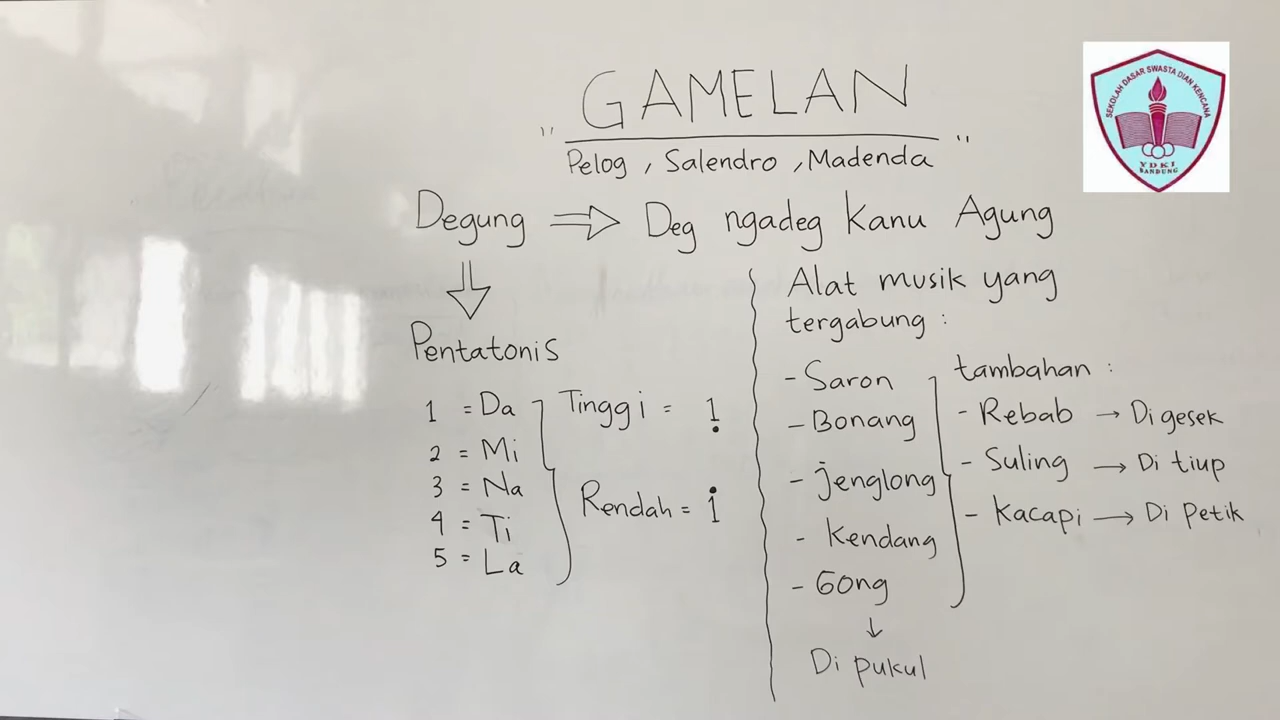 GAMELAN
" Pelog , Salendro , Madenda "
Degung ⇒ Deg ngadeg Kanu Agung
⇓
Pentatonis
1 = Da
2 = Mi
3 = Na
4 = Ti
5 = La
Tinggi = 1̣
Rendah = 1̇
Alat musik yang
tergabung :
- Saron
- Bonang
- Jenglong
- Kendang
- Gong
↓
Di pukul
tambahan :
- Rebab → Di gesek
- Suling → Di tiup
- Kacapi → Di Petik
SEKOLAH DASAR SWASTA DIAN KENCANA
YDKI
BANDUNG